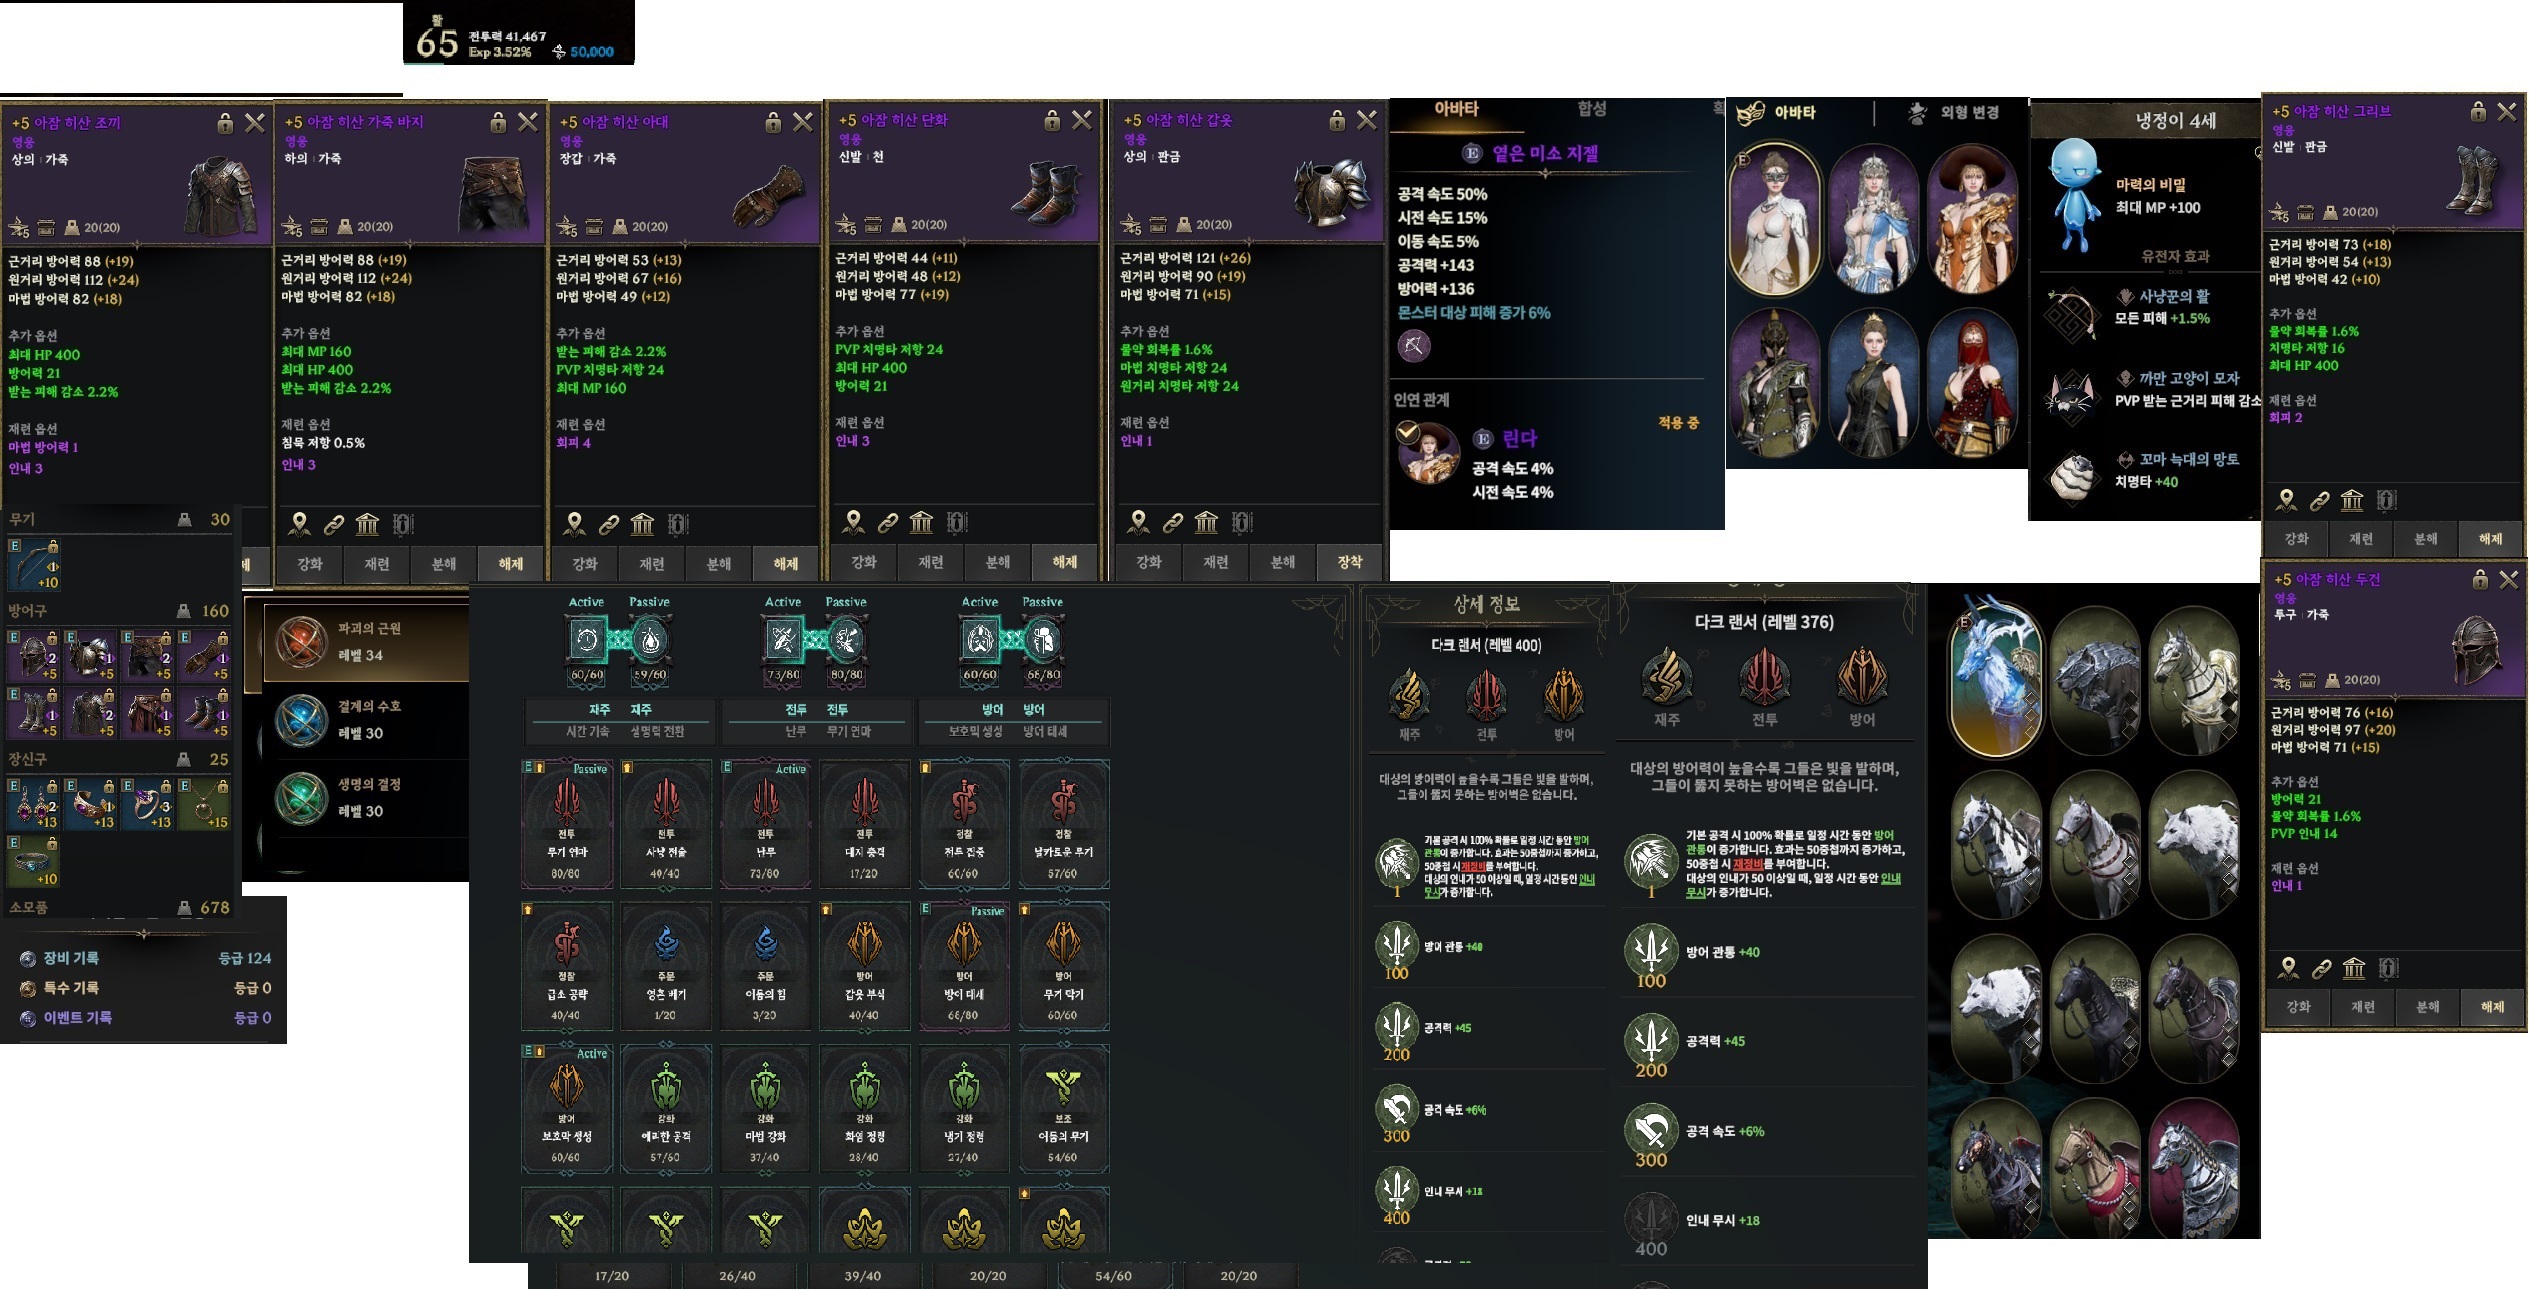 활
65
전투력 41,467
Exp 3.52%
50,000
+5 아잠 히산 조끼
영웅
상의 | 가죽
5
20(20)
근거리 방어력 88 (+19)
원거리 방어력 112 (+24)
마법 방어력 82 (+18)
추가 옵션
최대 HP 400
방어력 21
받는 피해 감소 2.2%
재련 옵션
마법 방어력 1
인내 3
+5 아잠 히산 가죽 바지
영웅
하의 | 가죽
5
20(20)
근거리 방어력 88 (+19)
원거리 방어력 112 (+24)
마법 방어력 82 (+18)
추가 옵션
최대 MP 160
최대 HP 400
받는 피해 감소 2.2%
재련 옵션
침묵 저항 0.5%
인내 3
강화 재련 분해 해제
+5 아잠 히산 아대
영웅
장갑 | 가죽
5
20(20)
근거리 방어력 53 (+13)
원거리 방어력 67 (+16)
마법 방어력 49 (+12)
추가 옵션
받는 피해 감소 2.2%
PVP 치명타 저항 24
최대 MP 160
재련 옵션
회피 4
강화 재련 분해 해제
+5 아잠 히산 단화
영웅
신발 | 천
5
20(20)
근거리 방어력 44 (+11)
원거리 방어력 48 (+12)
마법 방어력 77 (+19)
추가 옵션
PVP 치명타 저항 24
최대 HP 400
방어력 21
재련 옵션
인내 3
강화 재련 분해 해제
+5 아잠 히산 갑옷
영웅
상의 | 판금
5
20(20)
근거리 방어력 121 (+26)
원거리 방어력 90 (+19)
마법 방어력 71 (+15)
추가 옵션
물약 회복률 1.6%
마법 치명타 저항 24
원거리 치명타 저항 24
재련 옵션
인내 1
강화 재련 분해 장착
아바타 합성
E 옅은 미소 지젤
공격 속도 50%
시전 속도 15%
이동 속도 5%
공격력 +143
방어력 +136
몬스터 대상 피해 증가 6%
인연 관계
적용 중
E 린다
공격 속도 4%
시전 속도 4%
아바타 | 외형 변경
E
냉정이 4세
마력의 비밀
최대 MP +100
유전자 효과
사냥꾼의 활
모든 피해 +1.5%
까만 고양이 모자
PVP 받는 근거리 피해 감소
꼬마 늑대의 망토
치명타 +40
+5 아잠 히산 그리브
영웅
신발 | 판금
5
20(20)
근거리 방어력 73 (+18)
원거리 방어력 54 (+13)
마법 방어력 42 (+10)
추가 옵션
물약 회복률 1.6%
치명타 저항 16
최대 HP 400
재련 옵션
회피 2
강화 재련 분해 해제
+5 아잠 히산 두건
영웅
투구 | 가죽
5
20(20)
근거리 방어력 76 (+16)
원거리 방어력 97 (+20)
마법 방어력 71 (+15)
추가 옵션
방어력 21
물약 회복률 1.6%
PVP 인내 14
재련 옵션
인내 1
강화 재련 분해 해제
무기 30
E 1 +10
방어구 160
E 2 +5 E 1 +5 E 2 +5 E 1 +5
E 1 +5 E 2 E 1 +5 E 1 +5
장신구 25
E 2 +13 E 1 +13 E 3 +13 E +15
E +10
소모품 678
장비 기록 등급 124
특수 기록 등급 0
이벤트 기록 등급 0
파괴의 근원
레벨 34
결계의 수호
레벨 30
생명의 결정
레벨 30
Active Passive Active Passive Active Passive
60/60 59/60 73/80 80/80 60/60 68/80
재주 재주 전투 전투 방어 방어
시간 가속 생명력 전환 난무 무기 연마 보호막 생성 방어 태세
E Passive E Active
전투 전투 전투 전투 정찰 정찰
무기 연마 사냥 전술 난무 대지 충격 전투 집중 날카로운 무기
80/80 40/40 73/80 17/20 60/60 57/60
E Passive
정찰 주문 주문 방어 방어 방어
급소 공략 영혼 베기 어둠의 힘 갑옷 부식 방어 태세 무기 막기
40/40 1/20 3/20 40/40 68/80 60/60
E Active
방어 강화 강화 강화 강화 보조
보호막 생성 예리한 공격 마법 강화 화염 정령 냉기 정령 어둠의 무기
60/60 57/60 37/40 28/40 27/40 54/60
17/20 26/40 39/40 20/20 54/60 20/20
상세 정보
다크 랜서 (레벨 400)
재주 전투 방어
대상의 방어력이 높을수록 그들은 빛을 발하며,
그들이 뚫지 못하는 방어벽은 없습니다.
기본 공격 시 100% 확률로 일정 시간 동안 방어
관통이 증가합니다. 효과는 50중첩까지 증가하고,
50중첩 시 재정비를 부여합니다.
대상의 인내가 50 이상일 때, 일정 시간 동안 인내
무시가 증가합니다.
1
방어 관통 +40
100
공격력 +45
200
공격 속도 +6%
300
인내 무시 +18
400
다크 랜서 (레벨 376)
재주 전투 방어
대상의 방어력이 높을수록 그들은 빛을 발하며,
그들이 뚫지 못하는 방어벽은 없습니다.
기본 공격 시 100% 확률로 일정 시간 동안 방어
관통이 증가합니다. 효과는 50중첩까지 증가하고,
50중첩 시 재정비를 부여합니다.
대상의 인내가 50 이상일 때, 일정 시간 동안 인내
무시가 증가합니다.
1
방어 관통 +40
100
공격력 +45
200
공격 속도 +6%
300
인내 무시 +18
400
E